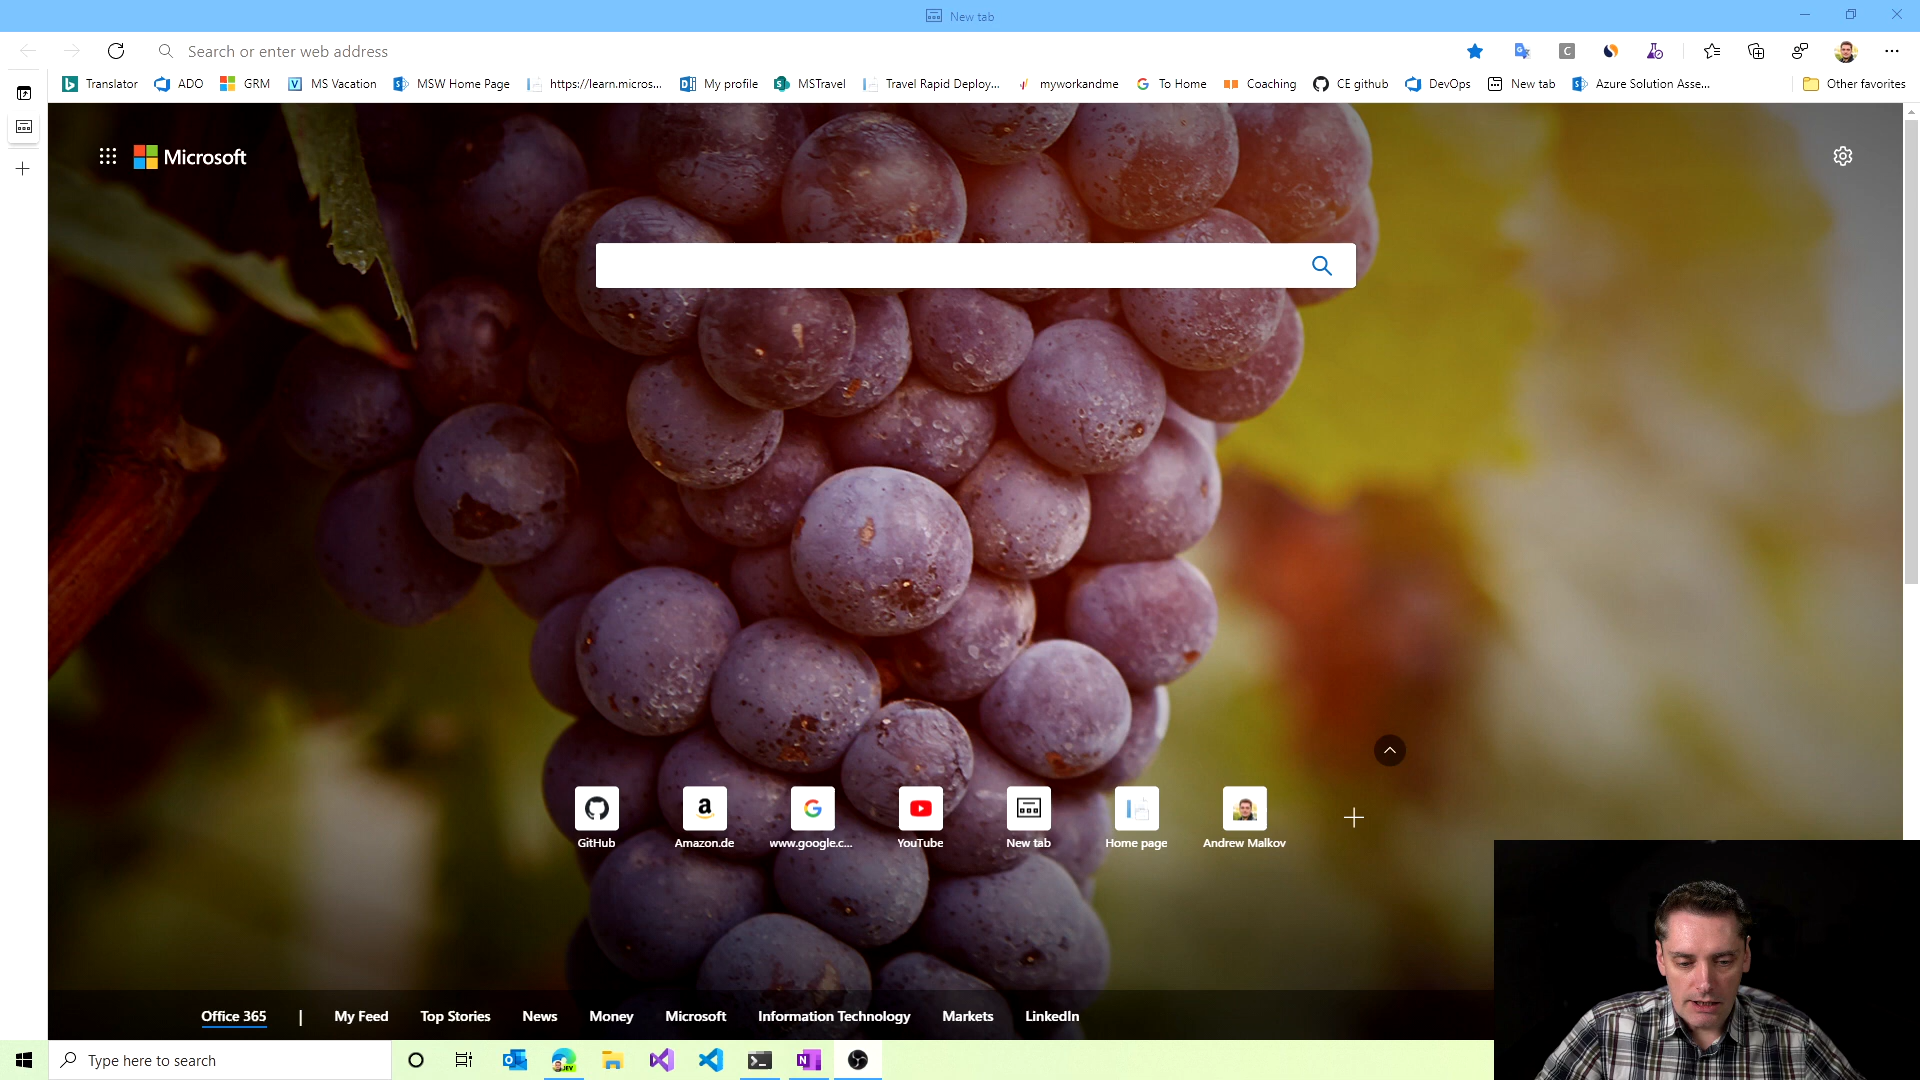 New tab
Search or enter web address
Translator
ADO
GRM
MS Vacation
MSW Home Page
https://learn.micros...
My profile
MSTravel
Travel Rapid Deploy...
myworkandme
To Home
Coaching
CE github
DevOps
New tab
Azure Solution Asse...
Other favorites
Microsoft
GitHub
Amazon.de
www.google.c...
YouTube
New tab
Home page
Andrew Malkov
Office 365 | My Feed Top Stories News Money Microsoft Information Technology Markets LinkedIn
Type here to search